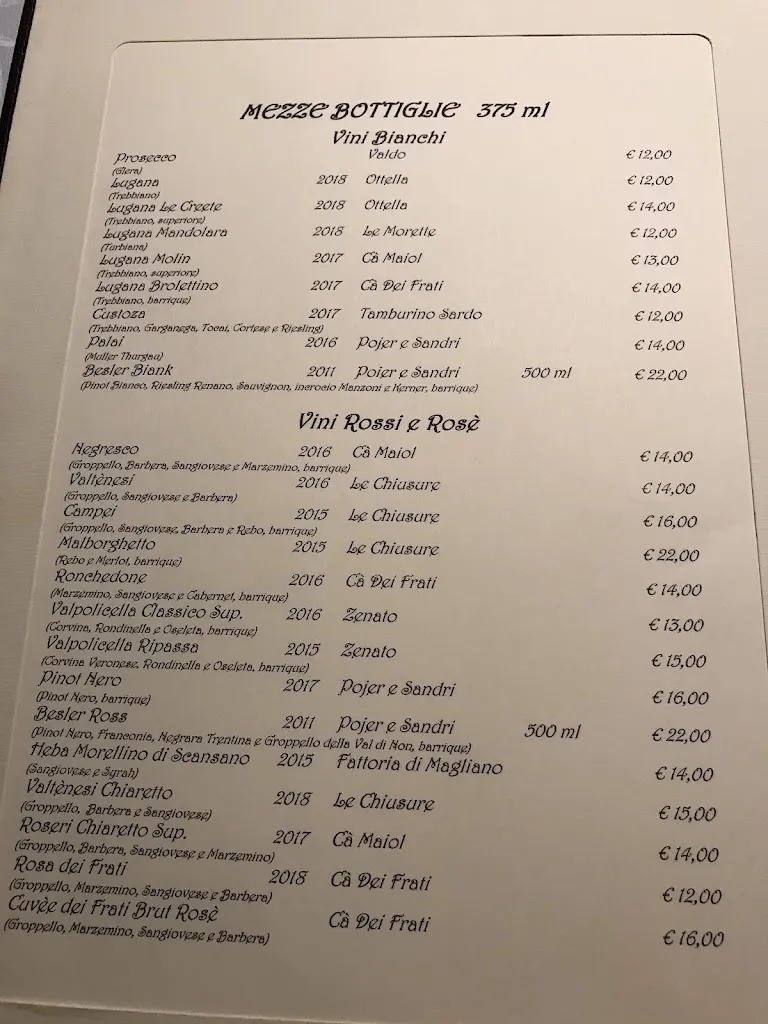 MEZZE BOTTIGLIE 375 ml
Vini Bianchi
Prosecco Valdo € 12,00
(Glera)
Lugana 2018 Ottella € 12,00
(Trebbiano)
Lugana Le Creete 2018 Ottella € 14,00
(Trebbiano, superiore)
Lugana Mandolara 2018 Le Morette € 12,00
(Turbiana)
Lugana Molin 2017 Cà Maiol € 13,00
(Trebbiano, superiore)
Lugana Brolettino 2017 Cà Dei Frati € 14,00
(Trebbiano, barrique)
Custoza 2017 Tamburino Sardo € 12,00
(Trebbiano, Garganega, Tocai, Cortese e Riesling)
Palai 2016 Pojer e Sandri € 14,00
(Muller Thurgau)
Besler Biank 2011 Pojer e Sandri 500 ml € 22,00
(Pinot Bianco, Riesling Renano, Sauvignon, incrocio Manzoni e Kerner, barrique)
Vini Rossi e Rosè
Negresco 2016 Cà Maiol € 14,00
(Groppello, Barbera, Sangiovese e Marzemino, barrique)
Valtènesi 2016 Le Chiusure € 14,00
(Groppello, Sangiovese e Barbera)
Campei 2015 Le Chiusure € 16,00
(Groppello, Sangiovese, Barbera e Rebo, barrique)
Malborghetto 2015 Le Chiusure € 22,00
(Rebo e Merlot, barrique)
Ronchedone 2016 Cà Dei Frati € 14,00
(Marzemino, Sangiovese e Cabernet, barrique)
Valpolicella Classico Sup. 2016 Zenato € 13,00
(Corvina, Rondinella e Oseleta, barrique)
Valpolicella Ripassa 2015 Zenato € 15,00
(Corvina Veronese, Rondinella e Oseleta, barrique)
Pinot Nero 2017 Pojer e Sandri € 16,00
(Pinot Nero, barrique)
Besler Ross 2011 Pojer e Sandri 500 ml € 22,00
(Pinot Nero, Franconia, Negrara Trentina e Groppello della Val di Non, barrique)
Heba Morellino di Scansano 2015 Fattoria di Magliano € 14,00
(Sangiovese e Syrah)
Valtènesi Chiaretto 2018 Le Chiusure € 15,00
(Groppello, Barbera e Sangiovese)
Roseri Chiaretto Sup. 2017 Cà Maiol € 14,00
(Groppello, Barbera, Sangiovese e Marzemino)
Rosa dei Frati 2018 Cà Dei Frati € 12,00
(Groppello, Marzemino, Sangiovese e Barbera)
Cuvèe dei Frati Brut Rosè Cà Dei Frati € 16,00
(Groppello, Marzemino, Sangiovese e Barbera)